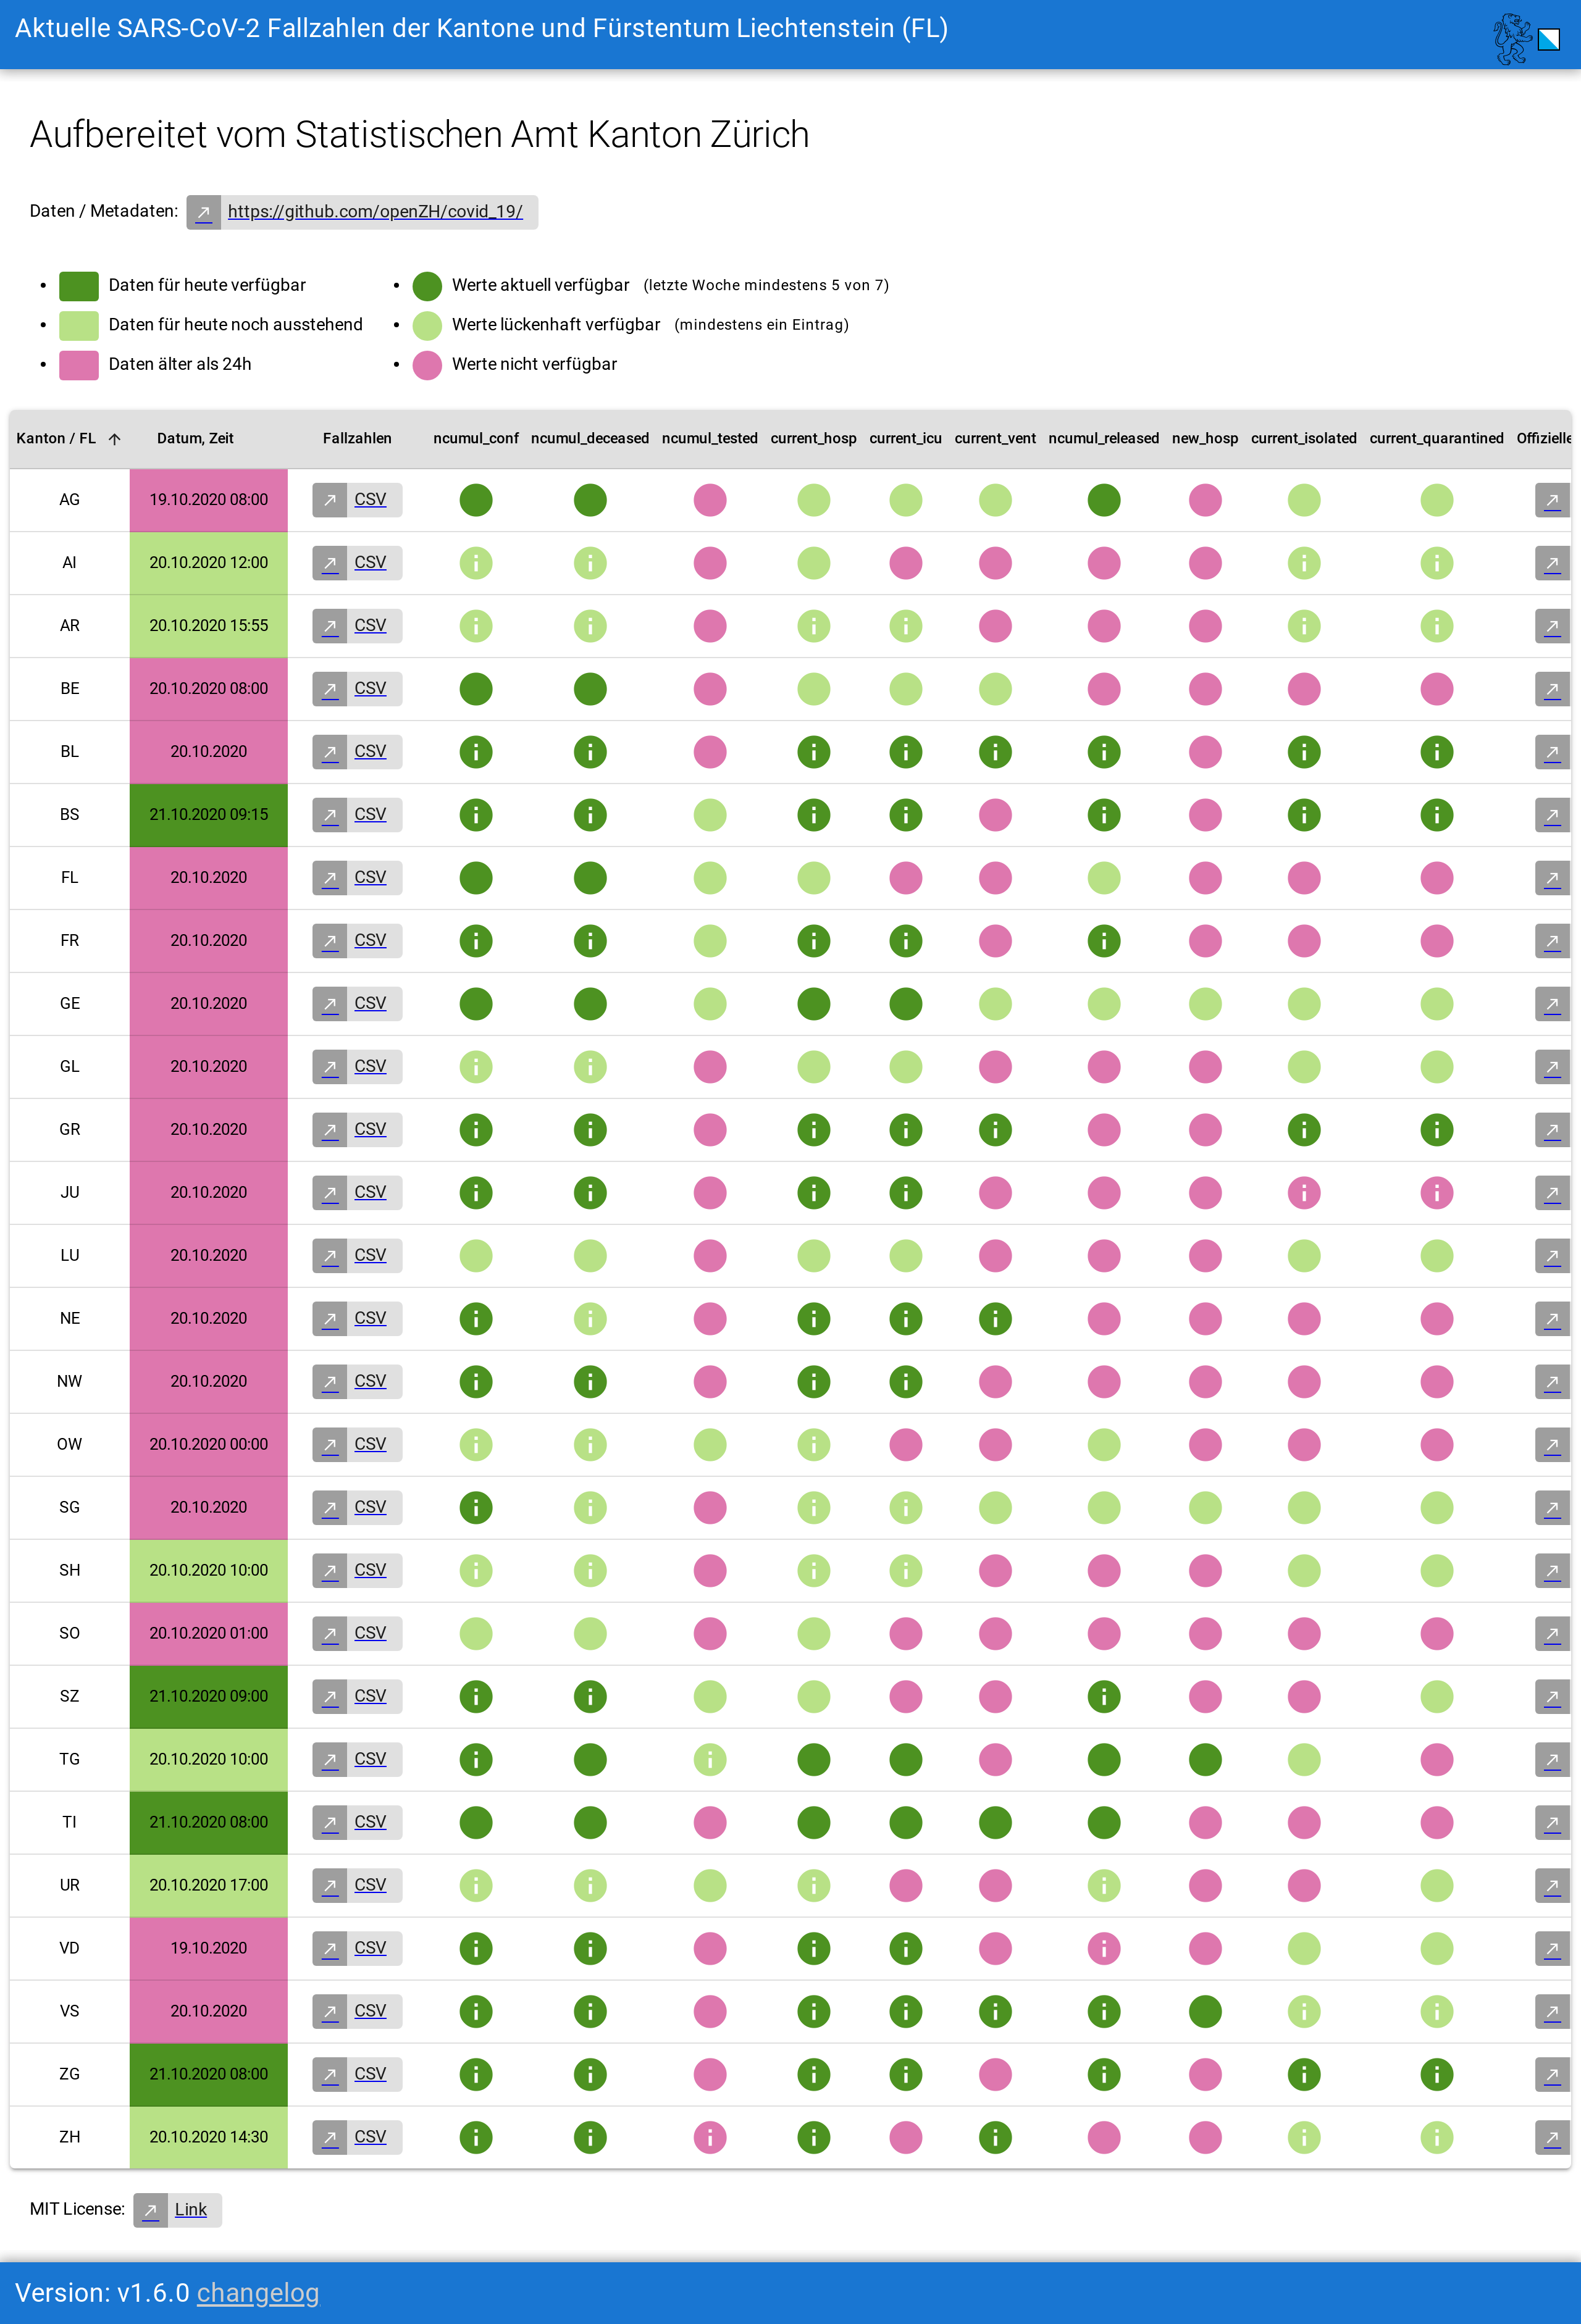 Aktuelle SARS-CoV-2 Fallzahlen der Kantone und Fürstentum Liechtenstein (FL)
Aufbereitet vom Statistischen Amt Kanton Zürich
Daten / Metadaten: https://github.com/openZH/covid_19/
Daten für heute verfügbar
Daten für heute noch ausstehend
Daten älter als 24h
Werte aktuell verfügbar (letzte Woche mindestens 5 von 7)
Werte lückenhaft verfügbar (mindestens ein Eintrag)
Werte nicht verfügbar
Kanton / FL Datum, Zeit Fallzahlen ncumul_conf ncumul_deceased ncumul_tested current_hosp current_icu current_vent ncumul_released new_hosp current_isolated current_quarantined Offizielle
AG 19.10.2020 08:00 CSV
AI 20.10.2020 12:00 CSV
AR 20.10.2020 15:55 CSV
BE 20.10.2020 08:00 CSV
BL 20.10.2020 CSV
BS 21.10.2020 09:15 CSV
FL 20.10.2020 CSV
FR 20.10.2020 CSV
GE 20.10.2020 CSV
GL 20.10.2020 CSV
GR 20.10.2020 CSV
JU 20.10.2020 CSV
LU 20.10.2020 CSV
NE 20.10.2020 CSV
NW 20.10.2020 CSV
OW 20.10.2020 00:00 CSV
SG 20.10.2020 CSV
SH 20.10.2020 10:00 CSV
SO 20.10.2020 01:00 CSV
SZ 21.10.2020 09:00 CSV
TG 20.10.2020 10:00 CSV
TI 21.10.2020 08:00 CSV
UR 20.10.2020 17:00 CSV
VD 19.10.2020 CSV
VS 20.10.2020 CSV
ZG 21.10.2020 08:00 CSV
ZH 20.10.2020 14:30 CSV
MIT License: Link
Version: v1.6.0 changelog